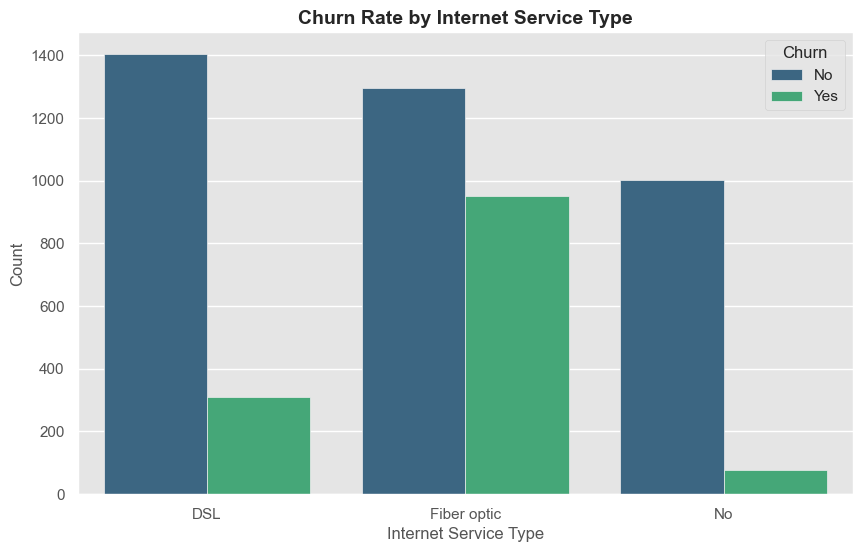 Churn Rate by Internet Service Type
Churn
No
Yes
Count
1400
1200
1000
800
600
400
200
0
DSL
Fiber optic
No
Internet Service Type